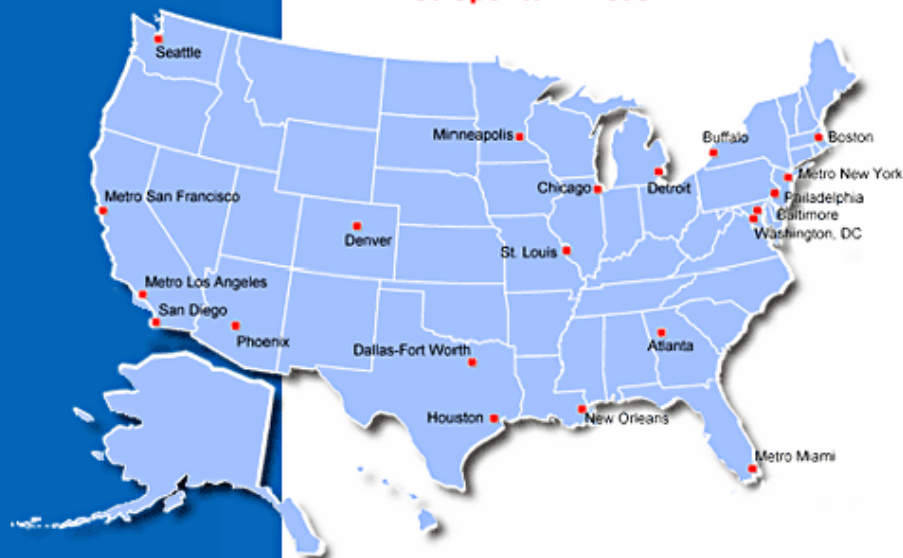 Seattle
Minneapolis
Buffalo
Boston
Metro New York
Chicago
Detroit
Philadelphia
Metro San Francisco
Baltimore
Washington, DC
Denver
St. Louis
Metro Los Angeles
San Diego
Phoenix
Dallas-Fort Worth
Atlanta
Houston
New Orleans
Metro Miami